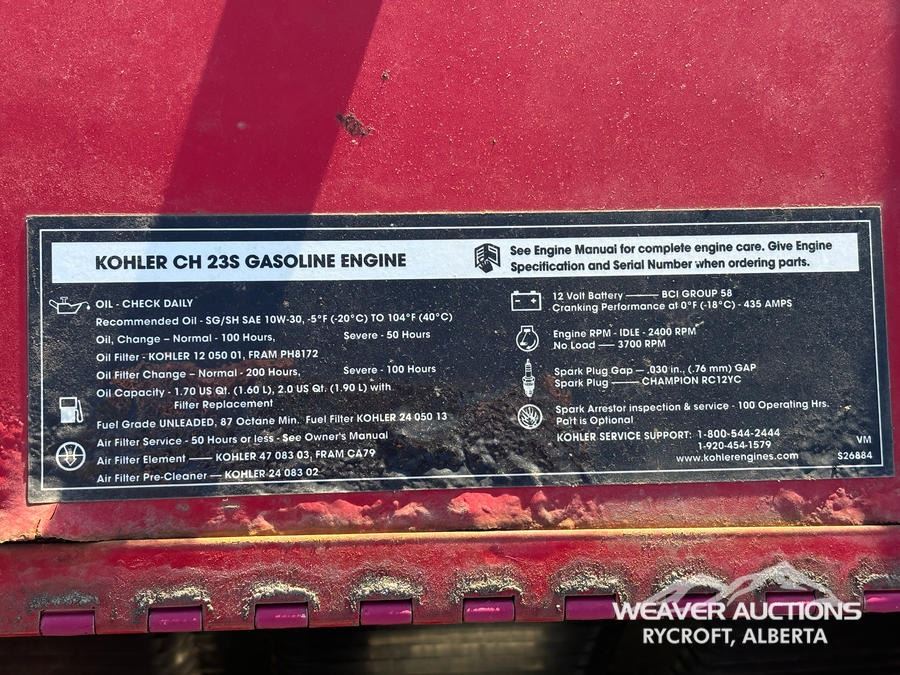 KOHLER CH 23S GASOLINE ENGINE
See Engine Manual for complete engine care. Give Engine
Specification and Serial Number when ordering parts.
OIL - CHECK DAILY
Recommended Oil - SG/SH SAE 10W-30, -5°F (-20°C) TO 104°F (40°C)
Oil, Change - Normal - 100 Hours, Severe - 50 Hours
Oil Filter - KOHLER 12 050 01, FRAM PH8172
Oil Filter Change - Normal - 200 Hours, Severe - 100 Hours
Oil Capacity - 1.70 US Qt. (1.60 L), 2.0 US Qt. (1.90 L) with
Filter Replacement
Fuel Grade UNLEADED, 87 Octane Min. Fuel Filter KOHLER 24 050 13
Air Filter Service - 50 Hours or less - See Owner's Manual
Air Filter Element —— KOHLER 47 083 03, FRAM CA79
Air Filter Pre-Cleaner — KOHLER 24 083 02
12 Volt Battery —— BCI GROUP 58
Cranking Performance at 0°F (-18°C) - 435 AMPS
Engine RPM - IDLE - 2400 RPM
No Load — 3700 RPM
Spark Plug Gap — .030 in., (.76 mm) GAP
Spark Plug —— CHAMPION RC12YC
Spark Arrestor inspection & service - 100 Operating Hrs.
Part is Optional
KOHLER SERVICE SUPPORT: 1-800-544-2444
1-920-454-1579
www.kohlerengines.com
VM
S26884
WEAVER AUCTIONS
RYCROFT, ALBERTA